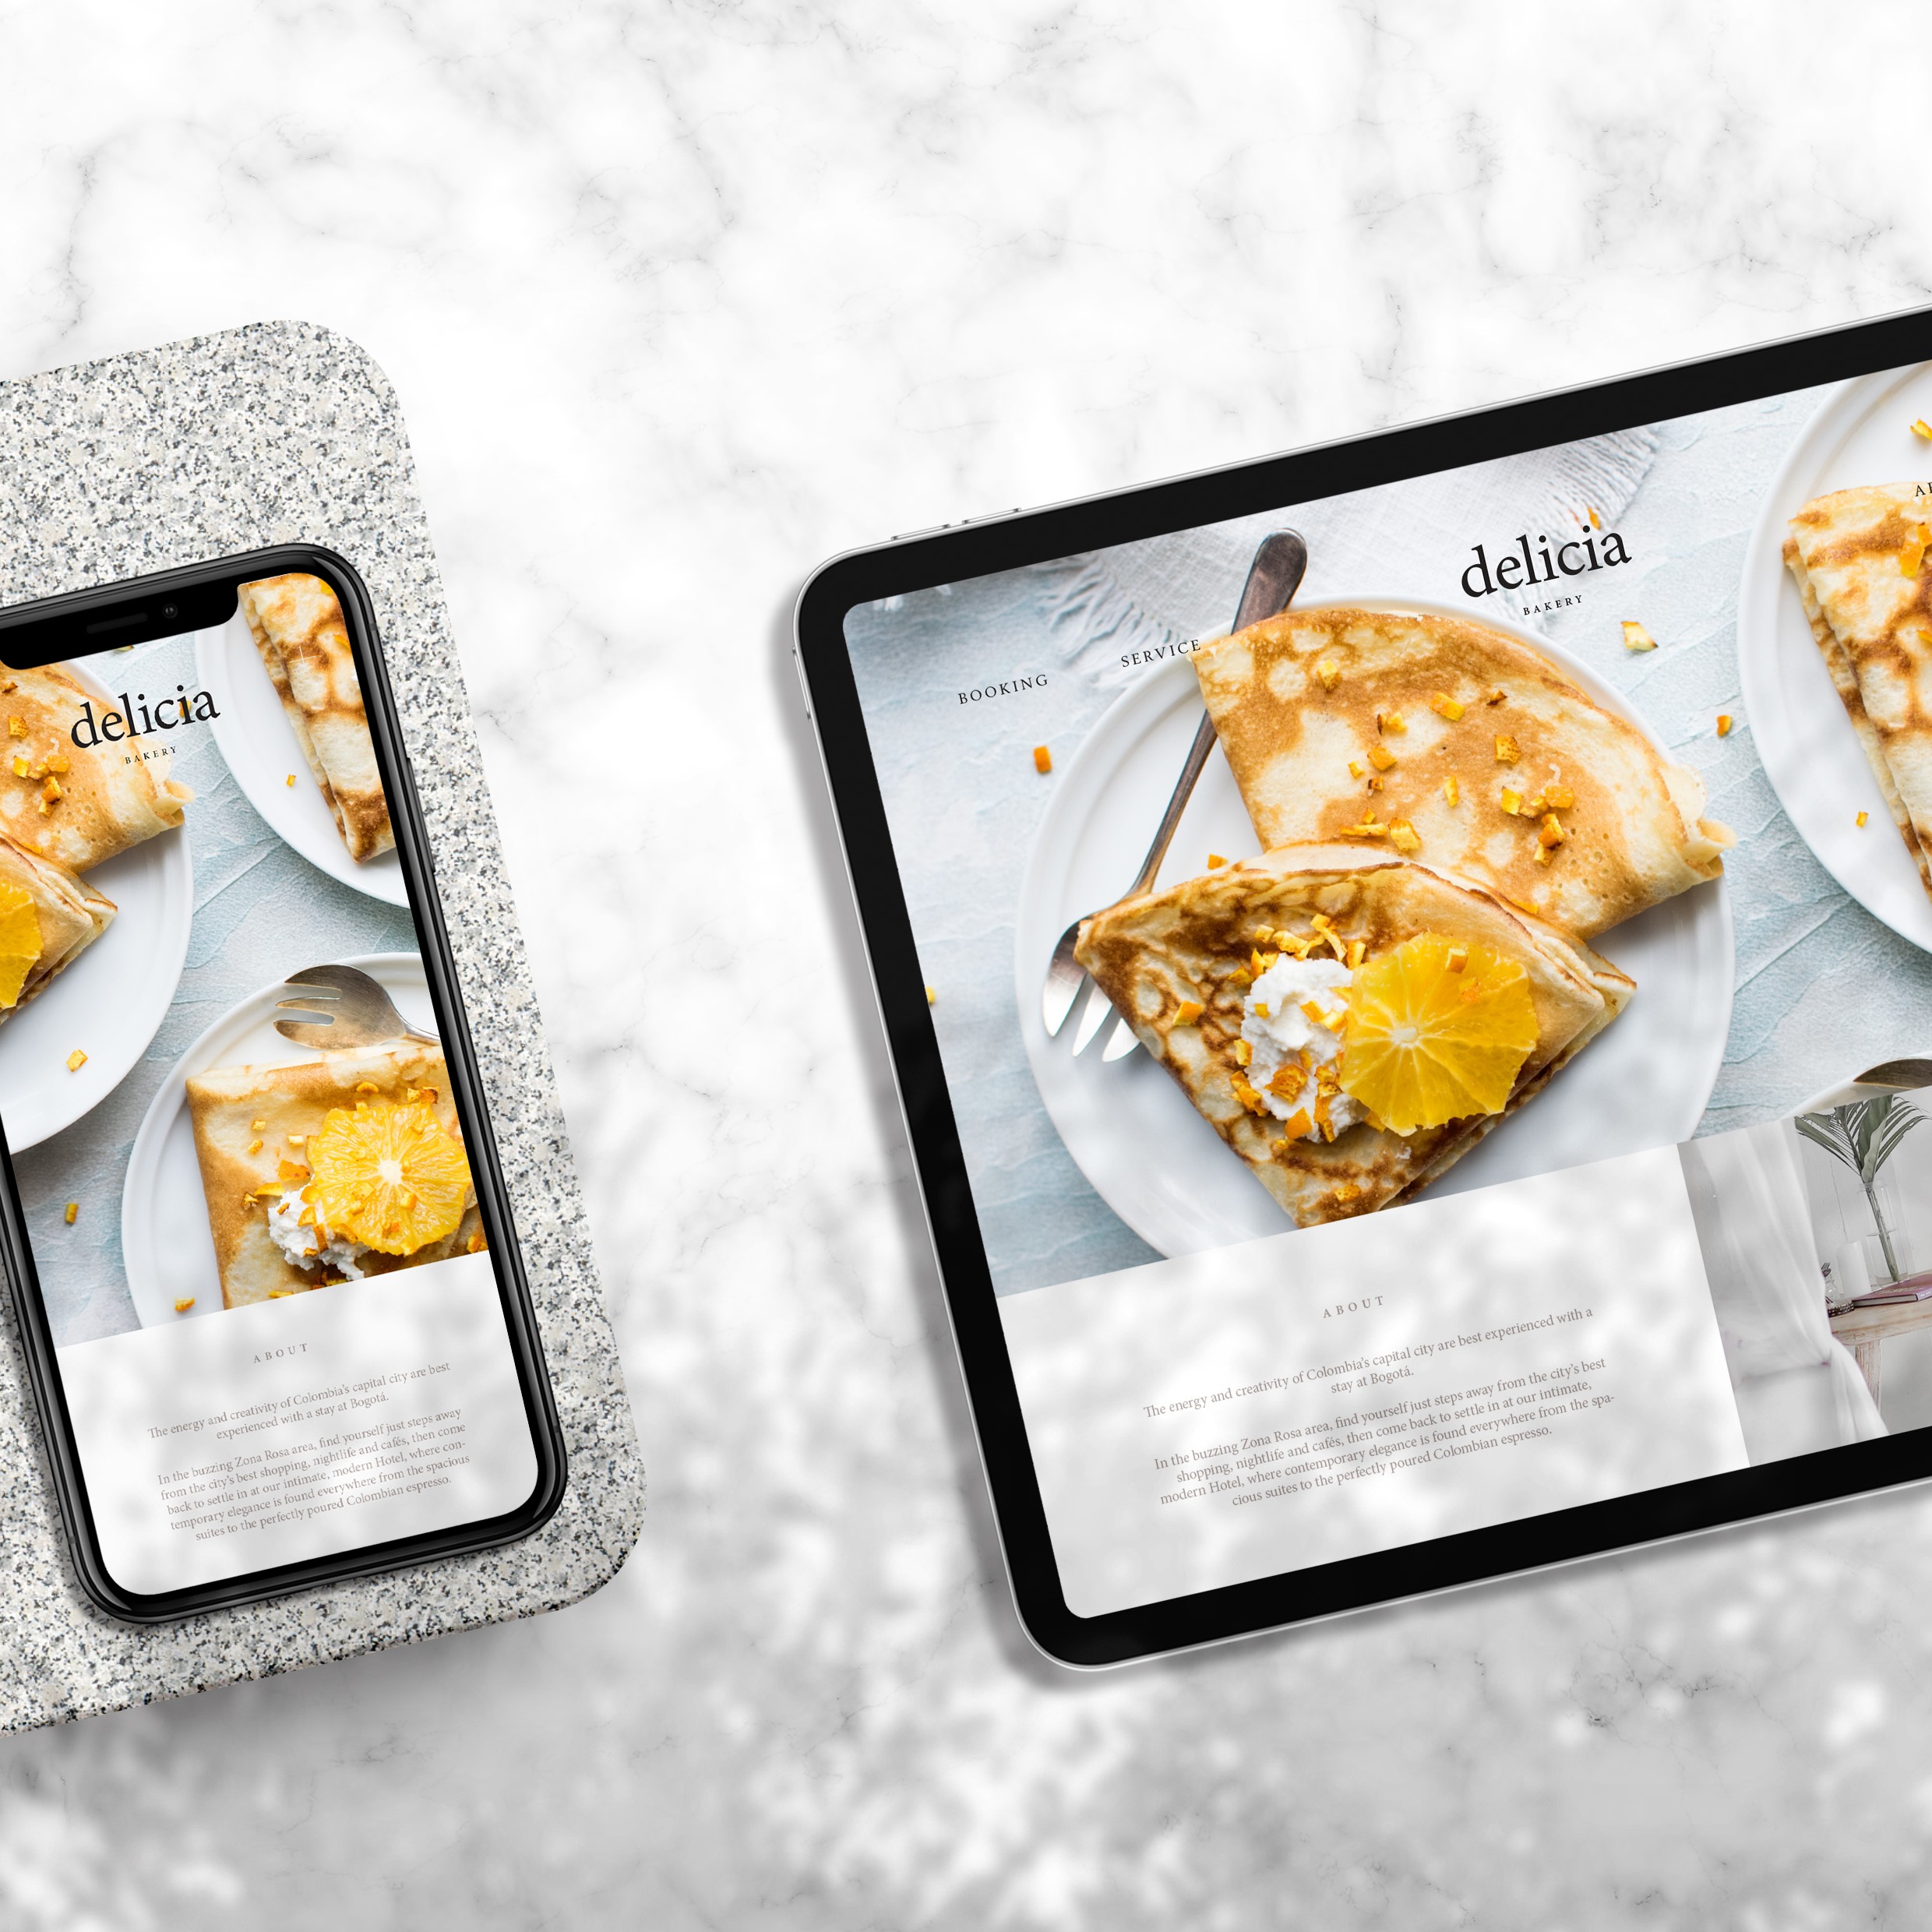 delicia
BAKERY
ABOUT
The energy and creativity of Colombia's capital city are best
experienced with a stay at Bogotá.
In the buzzing Zona Rosa area, find yourself just steps away
from the city's best shopping, nightlife and cafés, then come
back to settle in at our intimate, modern Hotel, where con-
temporary elegance is found everywhere from the spacious
suites to the perfectly poured Colombian espresso.
BOOKING
SERVICE
delicia
BAKERY
ABOUT
The energy and creativity of Colombia's capital city are best experienced with a
stay at Bogotá.
In the buzzing Zona Rosa area, find yourself just steps away from the city's best
shopping, nightlife and cafés, then come back to settle in at our intimate,
modern Hotel, where contemporary elegance is found everywhere from the spa-
cious suites to the perfectly poured Colombian espresso.